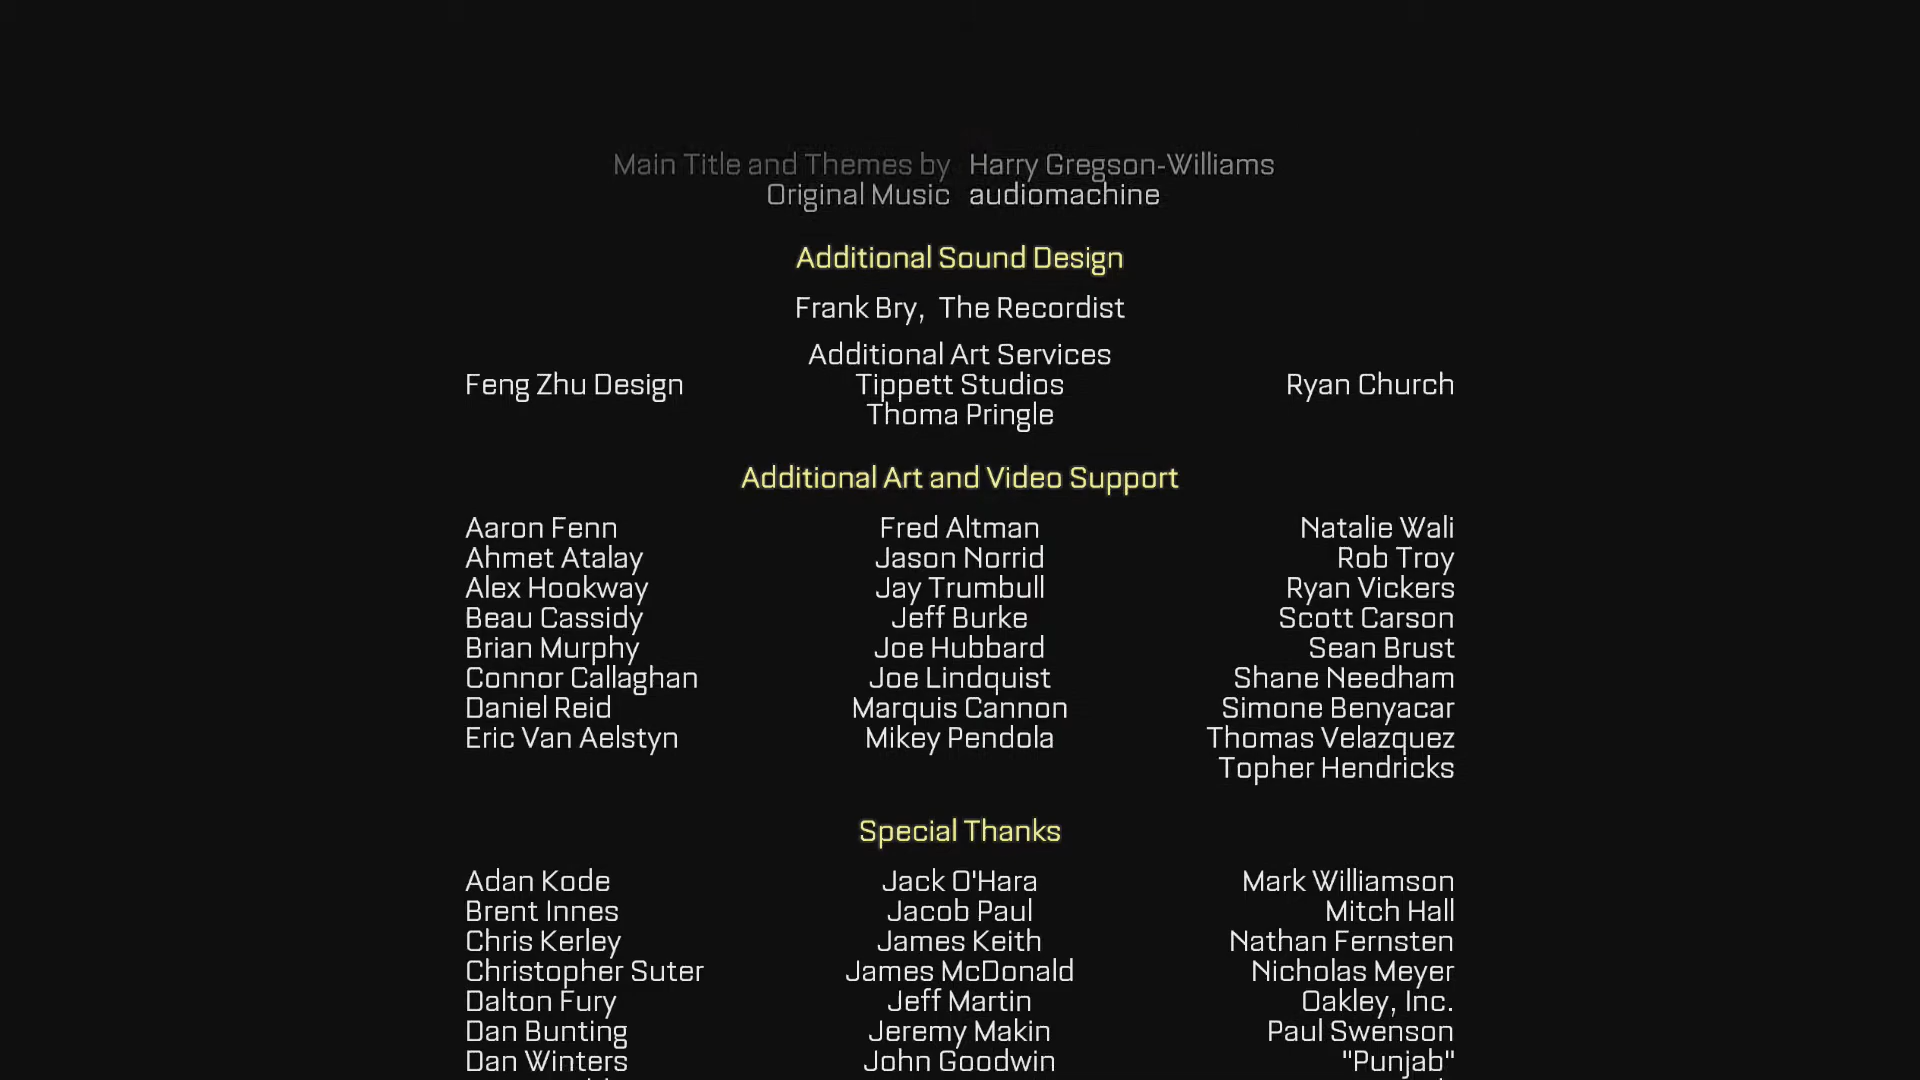 Main Title and Themes by Harry Gregson-Williams
Original Music audiomachine
Additional Sound Design
Frank Bry, The Recordist
Additional Art Services
Feng Zhu Design Tippett Studios Ryan Church
Thoma Pringle
Additional Art and Video Support
Aaron Fenn Fred Altman Natalie Wali
Ahmet Atalay Jason Norrid Rob Troy
Alex Hookway Jay Trumbull Ryan Vickers
Beau Cassidy Jeff Burke Scott Carson
Brian Murphy Joe Hubbard Sean Brust
Connor Callaghan Joe Lindquist Shane Needham
Daniel Reid Marquis Cannon Simone Benyacar
Eric Van Aelstyn Mikey Pendola Thomas Velazquez
Topher Hendricks
Special Thanks
Adan Kode Jack O'Hara Mark Williamson
Brent Innes Jacob Paul Mitch Hall
Chris Kerley James Keith Nathan Fernsten
Christopher Suter James McDonald Nicholas Meyer
Dalton Fury Jeff Martin Oakley, Inc.
Dan Bunting Jeremy Makin Paul Swenson
Dan Winters John Goodwin "Punjab"